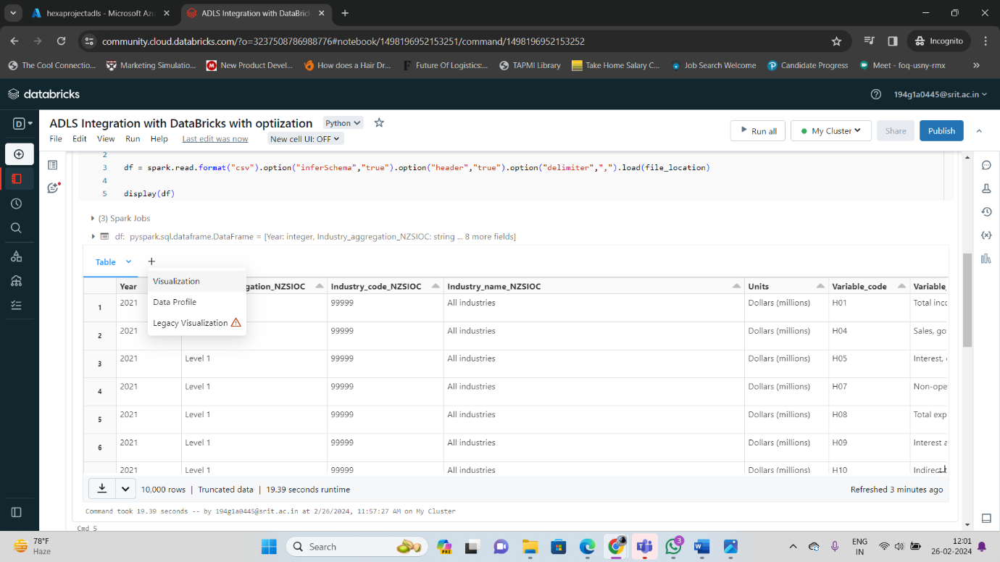 hexaprojectadls - Microsoft Az
ADLS Integration with DataBric
community.cloud.databricks.com/?o=3237508786988776#notebook/1498196952153251/command/1498196952153252
Incognito
The Cool Connectio...
Marketing Simulatio...
New Product Devel...
How does a Hair Dr...
Future Of Logistics:...
TAPMI Library
Take Home Salary C...
Job Search Welcome
Candidate Progress
Meet - foq-usny-rmx
databricks
194g1a0445@srit.ac.in
D
ADLS Integration with DataBricks with optiization
Python
File Edit View Run Help
Last edit was now
New cell UI: OFF
Run all
My Cluster
Share
Publish
2
3 df = spark.read.format("csv").option("inferSchema","true").option("header","true").option("delimiter",",").load(file_location)
4
5 display(df)
(3) Spark Jobs
df: pyspark.sql.dataframe.DataFrame = [Year: integer, Industry_aggregation_NZSIOC: string ... 8 more fields]
Table +
Visualization
Data Profile
Legacy Visualization
Year gation_NZSIOC Industry_code_NZSIOC Industry_name_NZSIOC Units Variable_code Variable_
1 2021 99999 All industries Dollars (millions) H01 Total inc
2 2021 99999 All industries Dollars (millions) H04 Sales, go
3 2021 Level 1 99999 All industries Dollars (millions) H05 Interest,
4 2021 Level 1 99999 All industries Dollars (millions) H07 Non-ope
5 2021 Level 1 99999 All industries Dollars (millions) H08 Total exp
6 2021 Level 1 99999 All industries Dollars (millions) H09 Interest a
2021 Level 1 99999 All industries Dollars (millions) H10 Indirect
10,000 rows | Truncated data | 19.39 seconds runtime
Refreshed 3 minutes ago
Command took 19.39 seconds -- by 194g1a0445@srit.ac.in at 2/26/2024, 11:57:27 AM on My Cluster
Cmd 5
78°F
Haze
Search
PRE
3
ENG
IN
12:01
26-02-2024